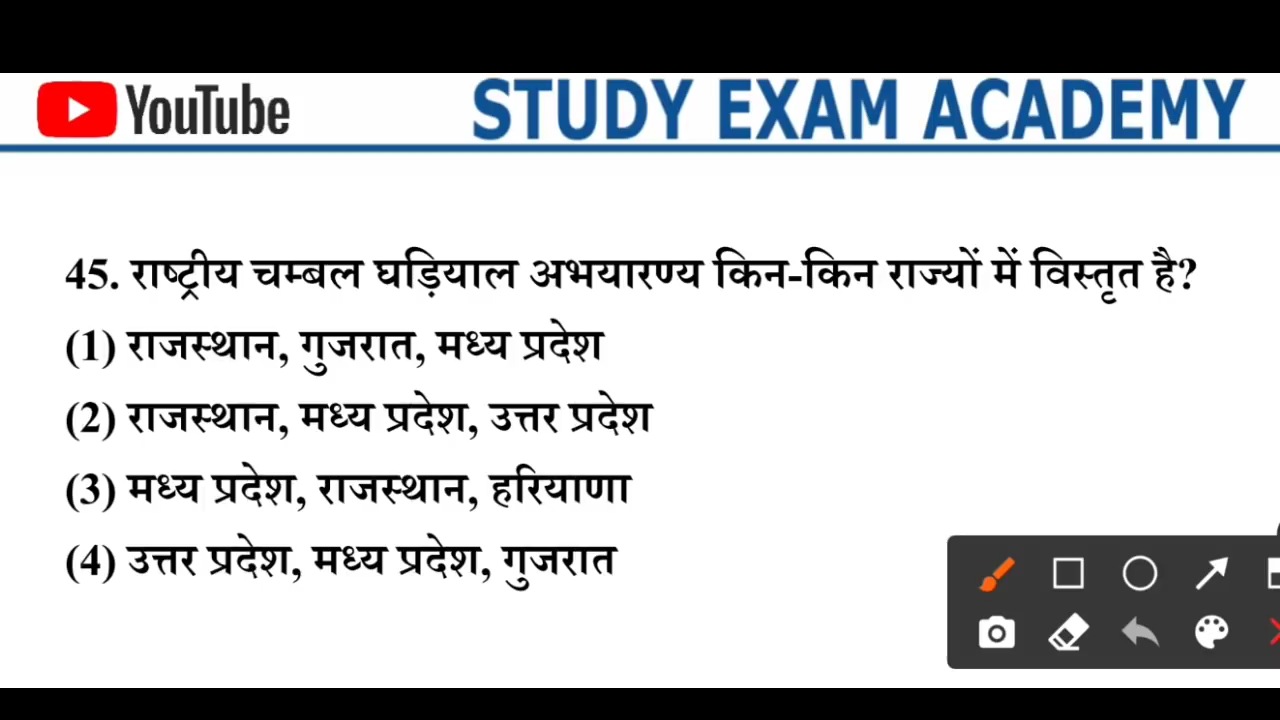 YouTube STUDY EXAM ACADEMY
45. राष्ट्रीय चम्बल घड़ियाल अभयारण्य किन-किन राज्यों में विस्तृत है?
(1) राजस्थान, गुजरात, मध्य प्रदेश
(2) राजस्थान, मध्य प्रदेश, उत्तर प्रदेश
(3) मध्य प्रदेश, राजस्थान, हरियाणा
(4) उत्तर प्रदेश, मध्य प्रदेश, गुजरात